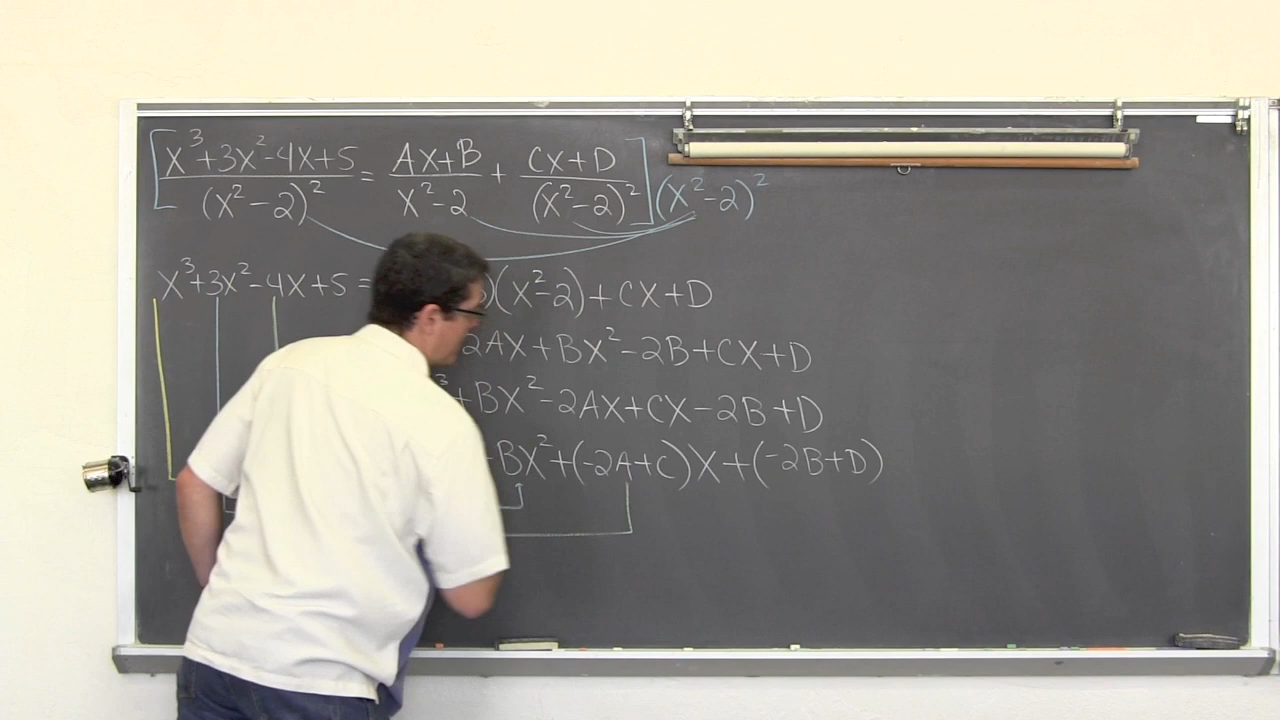 [(x³+3x²-4x+5)/(x²-2)² = (Ax+B)/(x²-2) + (Cx+D)/(x²-2)²](x²-2)²
x³+3x²-4x+5 = )(x²-2)+Cx+D
2Ax+Bx²-2B+Cx+D
³+Bx²-2Ax+Cx-2B+D
-Bx²+(-2A+C)x+(-2B+D)